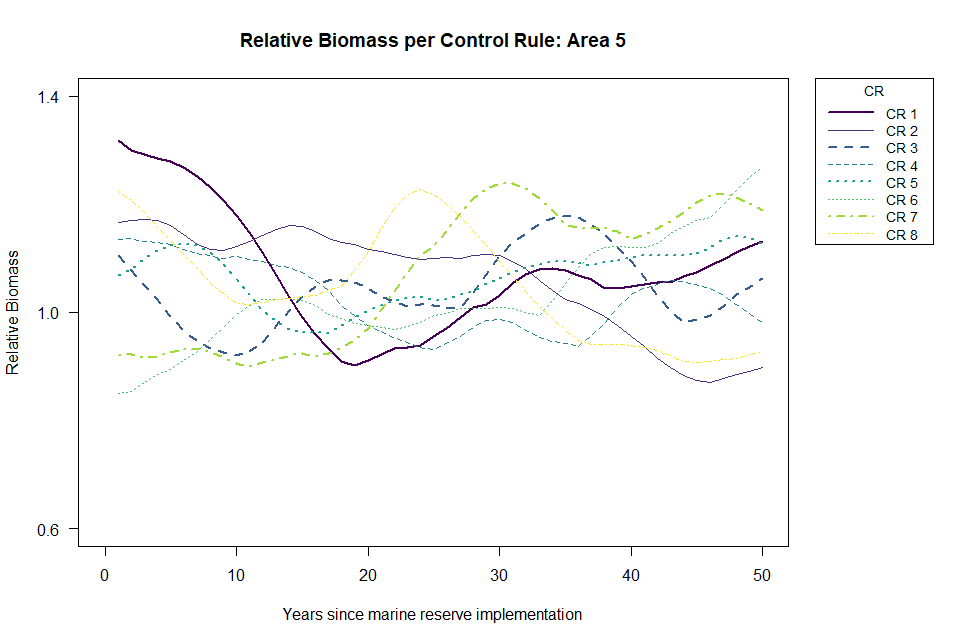 Relative Biomass per Control Rule: Area 5
CR
CR 1
CR 2
CR 3
CR 4
CR 5
CR 6
CR 7
CR 8
Relative Biomass
1.4
1.0
0.6
0 10 20 30 40 50
Years since marine reserve implementation